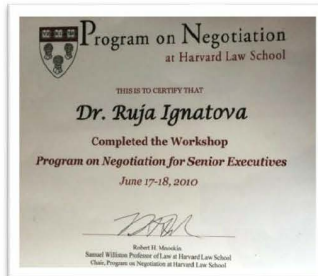 Program on Negotiation
at Harvard Law School
THIS IS TO CERTIFY THAT
Dr. Ruja Ignatova
Completed the Workshop
Program on Negotiation for Senior Executives
June 17-18, 2010
Robert H. Mnookin
Samuel Williston Professor of Law at Harvard Law School
Chair, Program on Negotiation at Harvard Law School